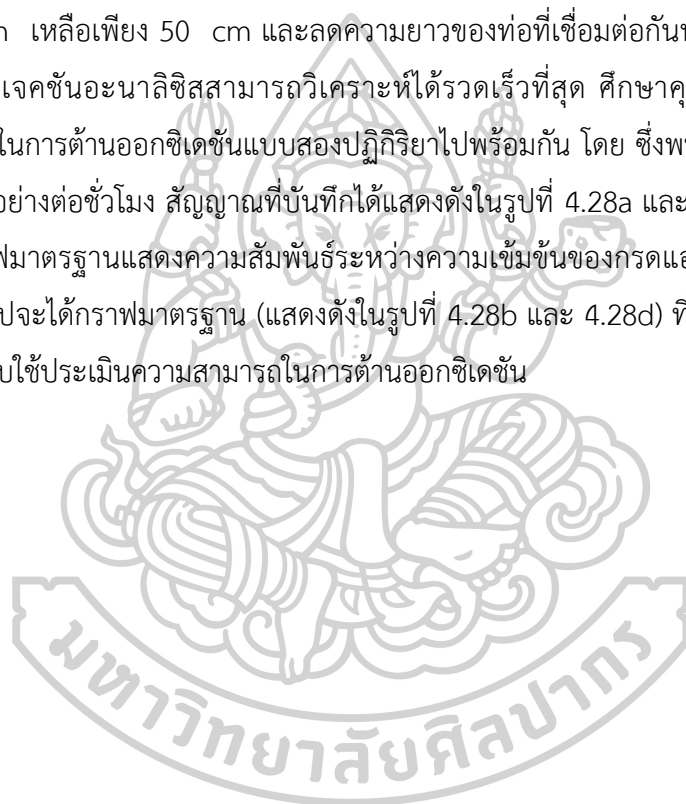 เหลือเพียง 50 cm และลดความยาวของท่อที่เชื่อมต่อกัน
เจคชันอะนาลิซิสสามารถวิเคราะห์ได้รวดเร็วที่สุด ศึกษาคุ
ในการต้านออกซิเดชันแบบสองปฏิกิริยาไปพร้อมกัน โดย ซึ่งพ
อย่างต่อชั่วโมง สัญญาณที่บันทึกได้แสดงดังในรูปที่ 4.28a และ
ฟมาตรฐานแสดงความสัมพันธ์ระหว่างความเข้มข้นของกรดแอ
ปจะได้กราฟมาตรฐาน (แสดงดังในรูปที่ 4.28b และ 4.28d) ที
บใช้ประเมินความสามารถในการต้านออกซิเดชัน
มหาวิทยาลัยศิลปากร